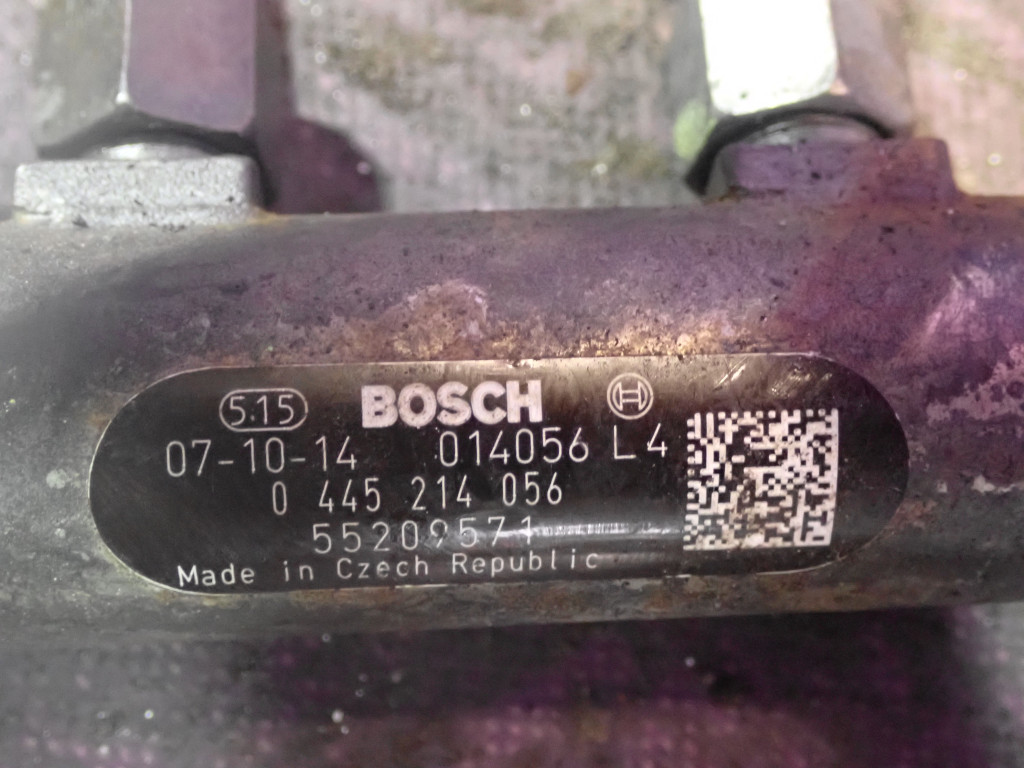 5.15 BOSCH
07-10-14 014056 L4
0 445 214 056
55209571
Made in Czech Republic